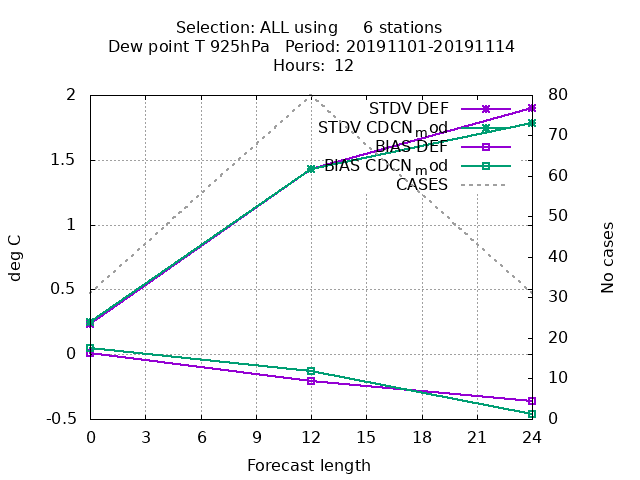 Selection: ALL using     6 stations
Dew point T 925hPa   Period: 20191101-20191114
Hours: 12
STDV DEF
STDV CDCN_mod
BIAS DEF
BIAS CDCN_mod
CASES
2
1.5
1
0.5
0
-0.5
deg C
80
70
60
50
40
30
20
10
0
No cases
0 3 6 9 12 15 18 21 24
Forecast length